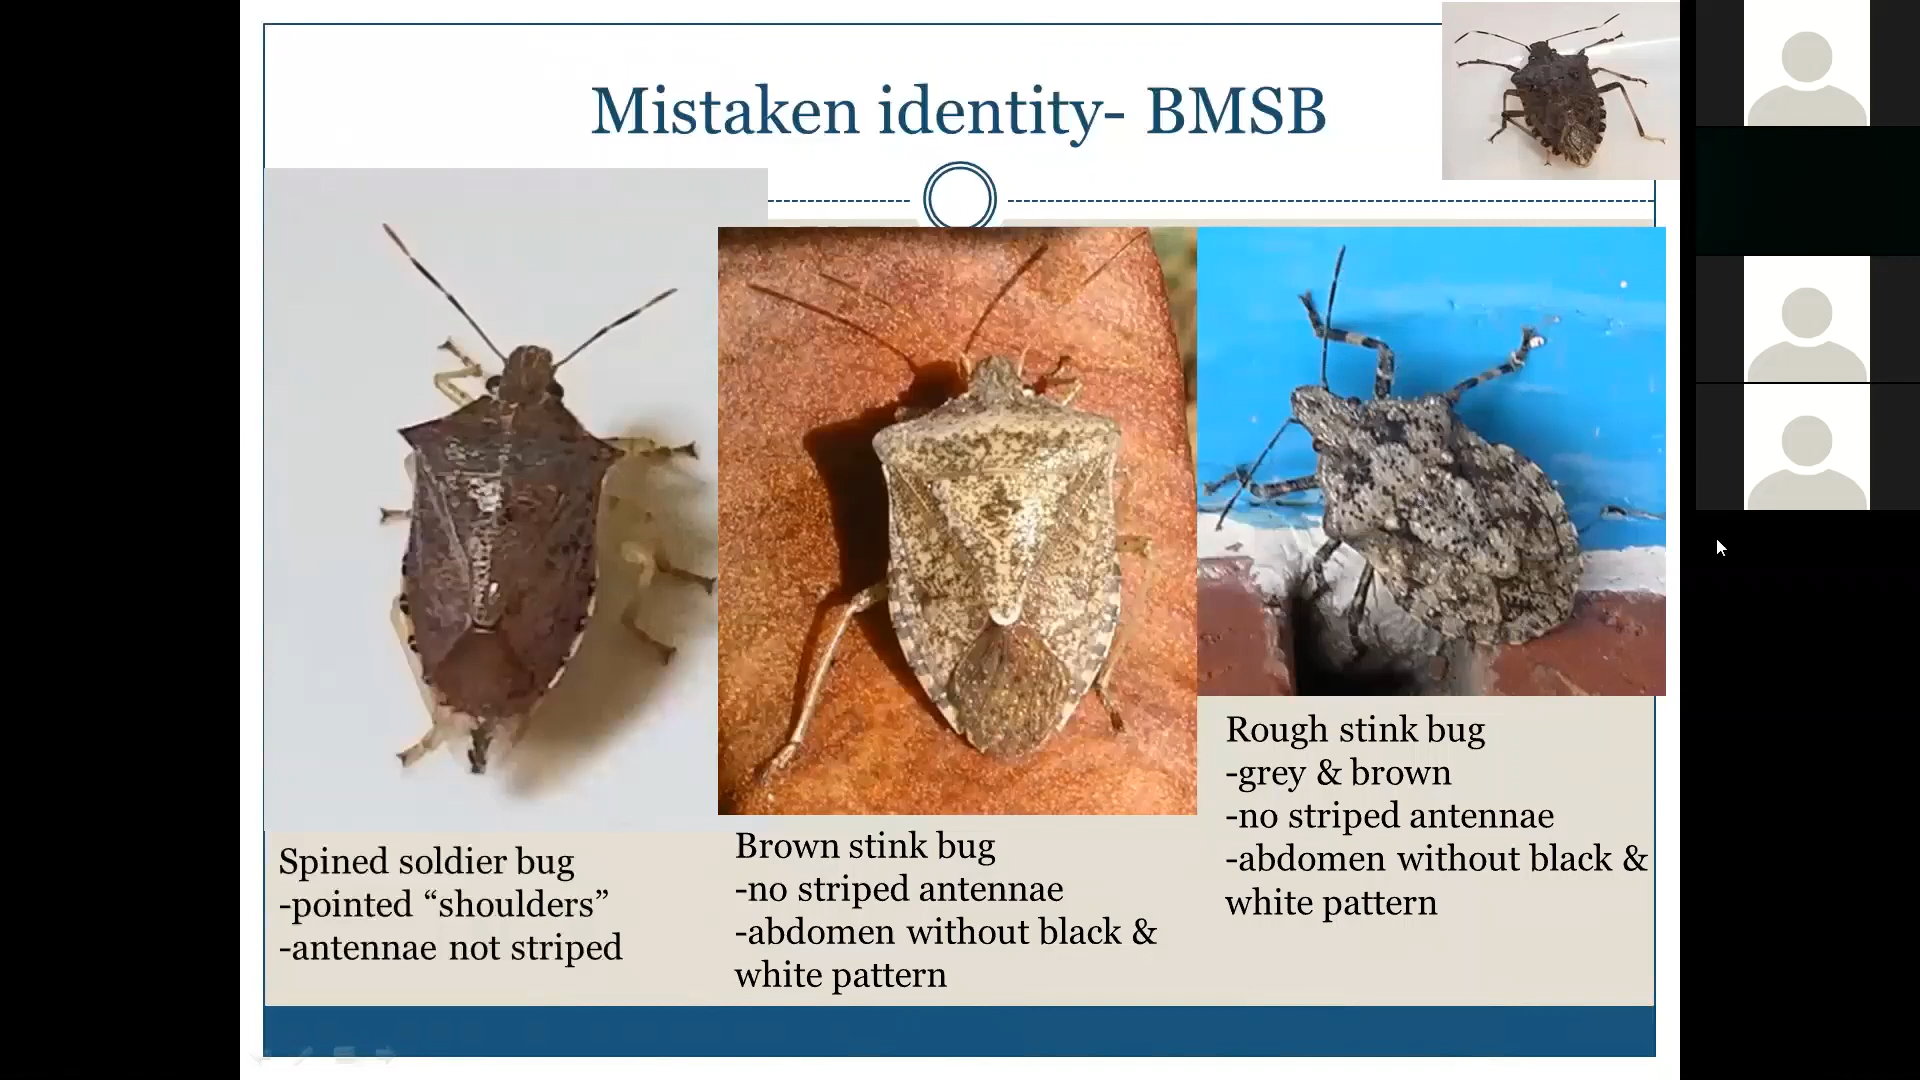 Mistaken identity- BMSB
Spined soldier bug
-pointed “shoulders”
-antennae not striped
Brown stink bug
-no striped antennae
-abdomen without black &
white pattern
Rough stink bug
-grey & brown
-no striped antennae
-abdomen without black &
white pattern